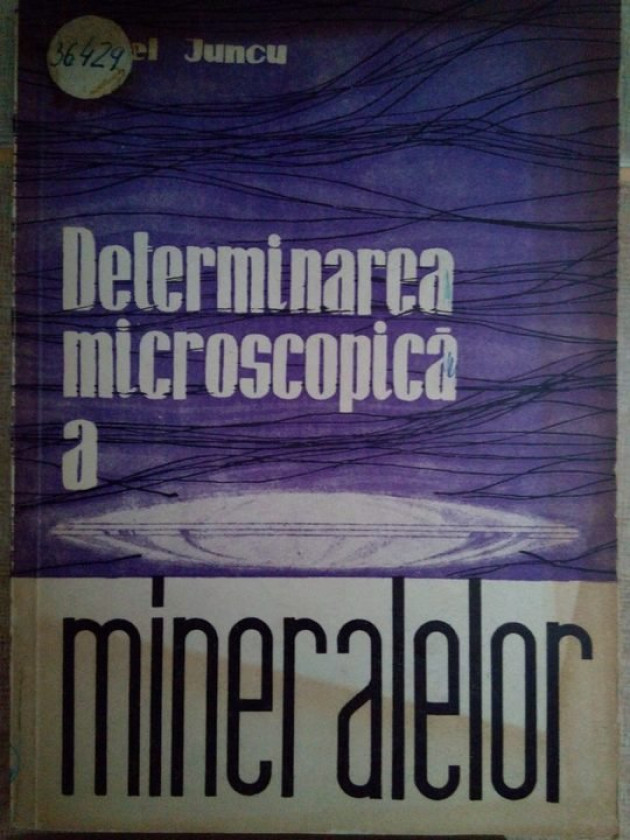 36429
Juncu
Determinarea
microscopică
a
mineralelor